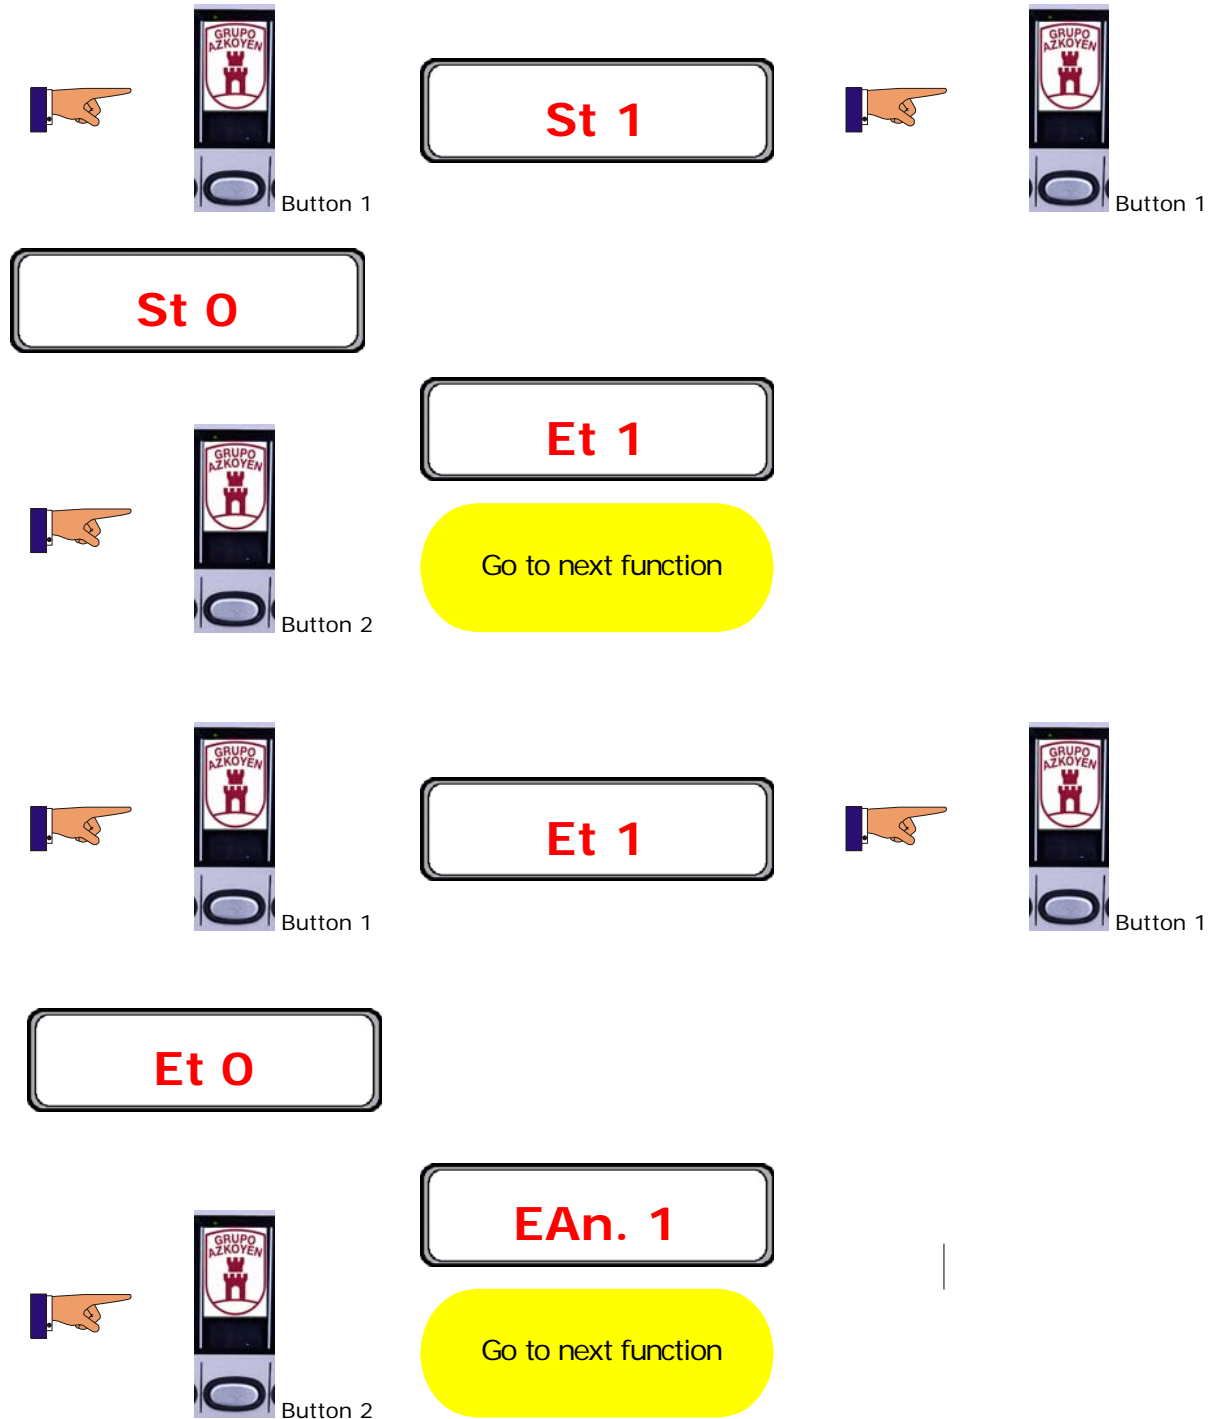 GRUPO
AZKOYEN
Button 1
St 1
GRUPO
AZKOYEN
Button 1
St 0
GRUPO
AZKOYEN
Button 2
Et 1
Go to next function
GRUPO
AZKOYEN
Button 1
Et 1
GRUPO
AZKOYEN
Button 1
Et 0
GRUPO
AZKOYEN
Button 2
EAn. 1
Go to next function